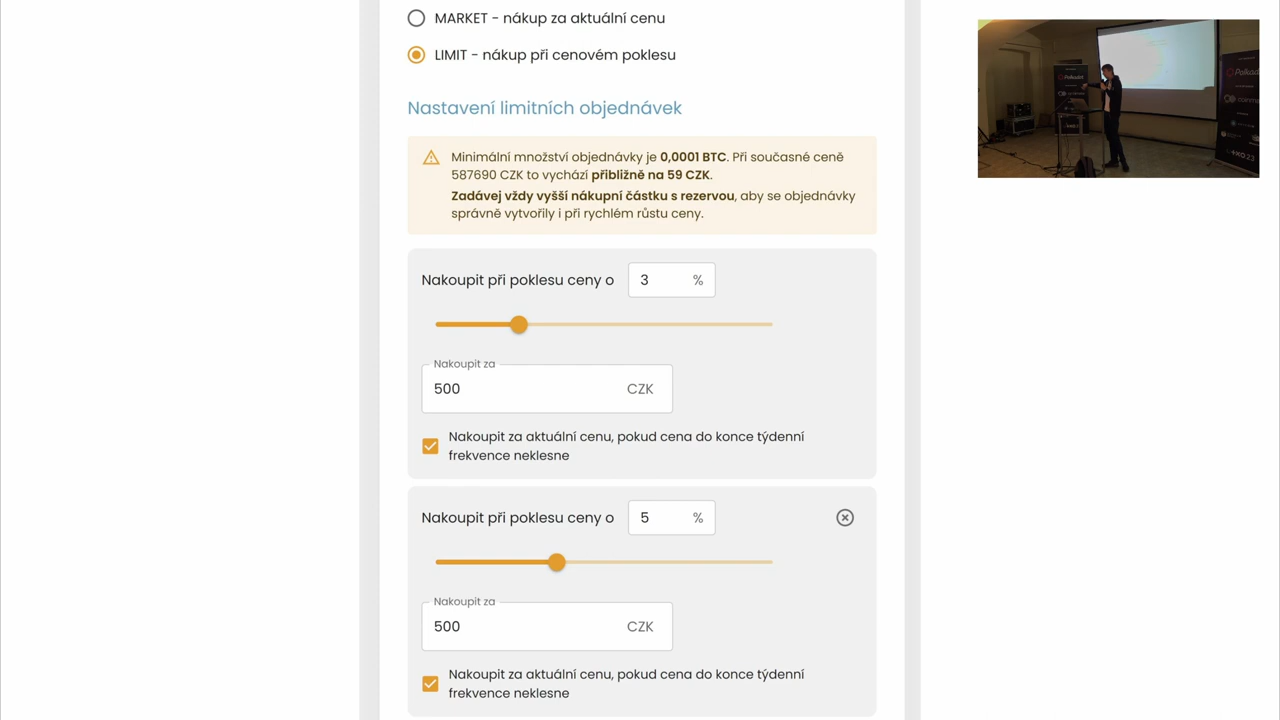 MARKET - nákup za aktuální cenu
LIMIT - nákup při cenovém poklesu
Nastavení limitních objednávek
Minimální množství objednávky je 0,0001 BTC. Při současné ceně
587690 CZK to vychází přibližně na 59 CZK.
Zadávej vždy vyšší nákupní částku s rezervou, aby se objednávky
správně vytvořily i při rychlém růstu ceny.
Nakoupit při poklesu ceny o 3 %
Nakoupit za
500 CZK
Nakoupit za aktuální cenu, pokud cena do konce týdenní
frekvence neklesne
Nakoupit při poklesu ceny o 5 %
Nakoupit za
500 CZK
Nakoupit za aktuální cenu, pokud cena do konce týdenní
frekvence neklesne